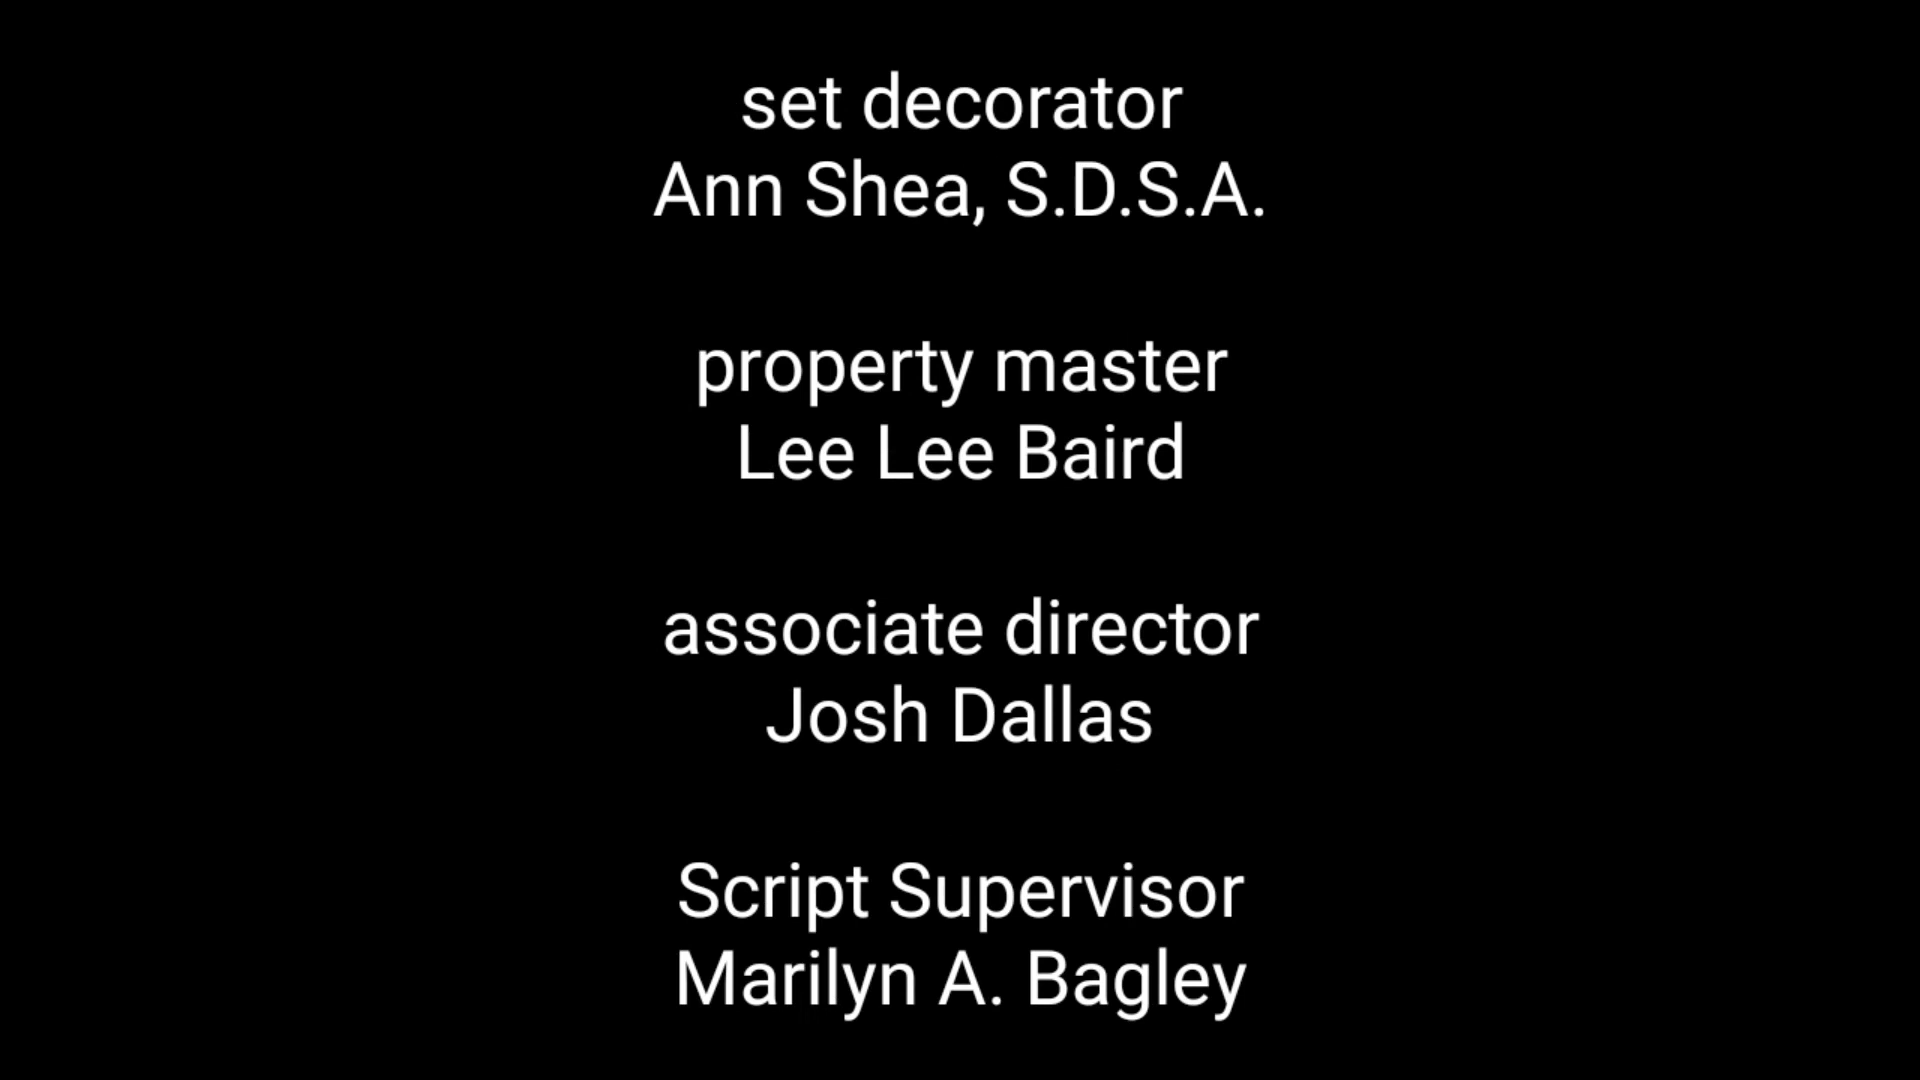 set decorator
Ann Shea, S.D.S.A.
property master
Lee Lee Baird
associate director
Josh Dallas
Script Supervisor
Marilyn A. Bagley